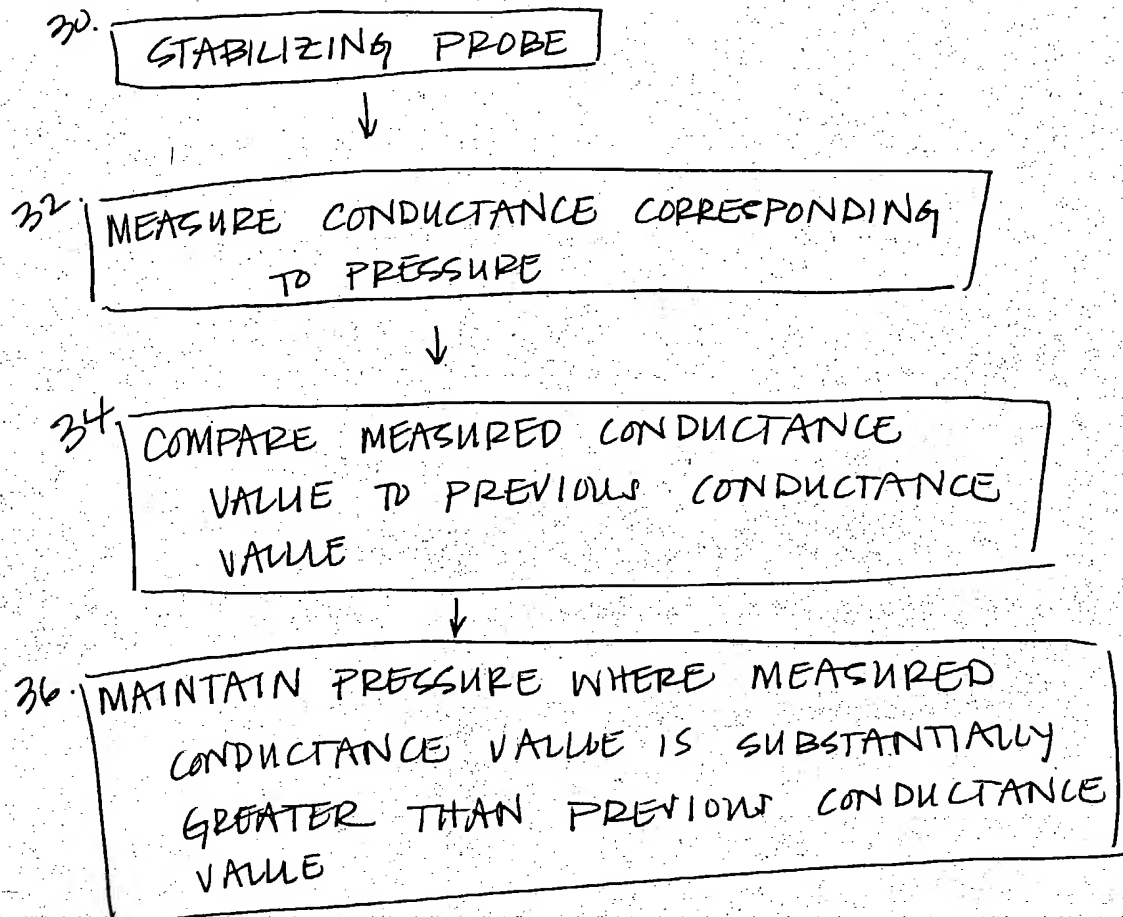 30.
STABILIZING PROBE
32.
MEASURE CONDUCTANCE CORRESPONDING
TO PRESSURE
34.
COMPARE MEASURED CONDUCTANCE
VALUE TO PREVIOUS CONDUCTANCE
VALUE
36.
MAINTAIN PRESSURE WHERE MEASURED
CONDUCTANCE VALUE IS SUBSTANTIALLY
GREATER THAN PREVIOUS CONDUCTANCE
VALUE